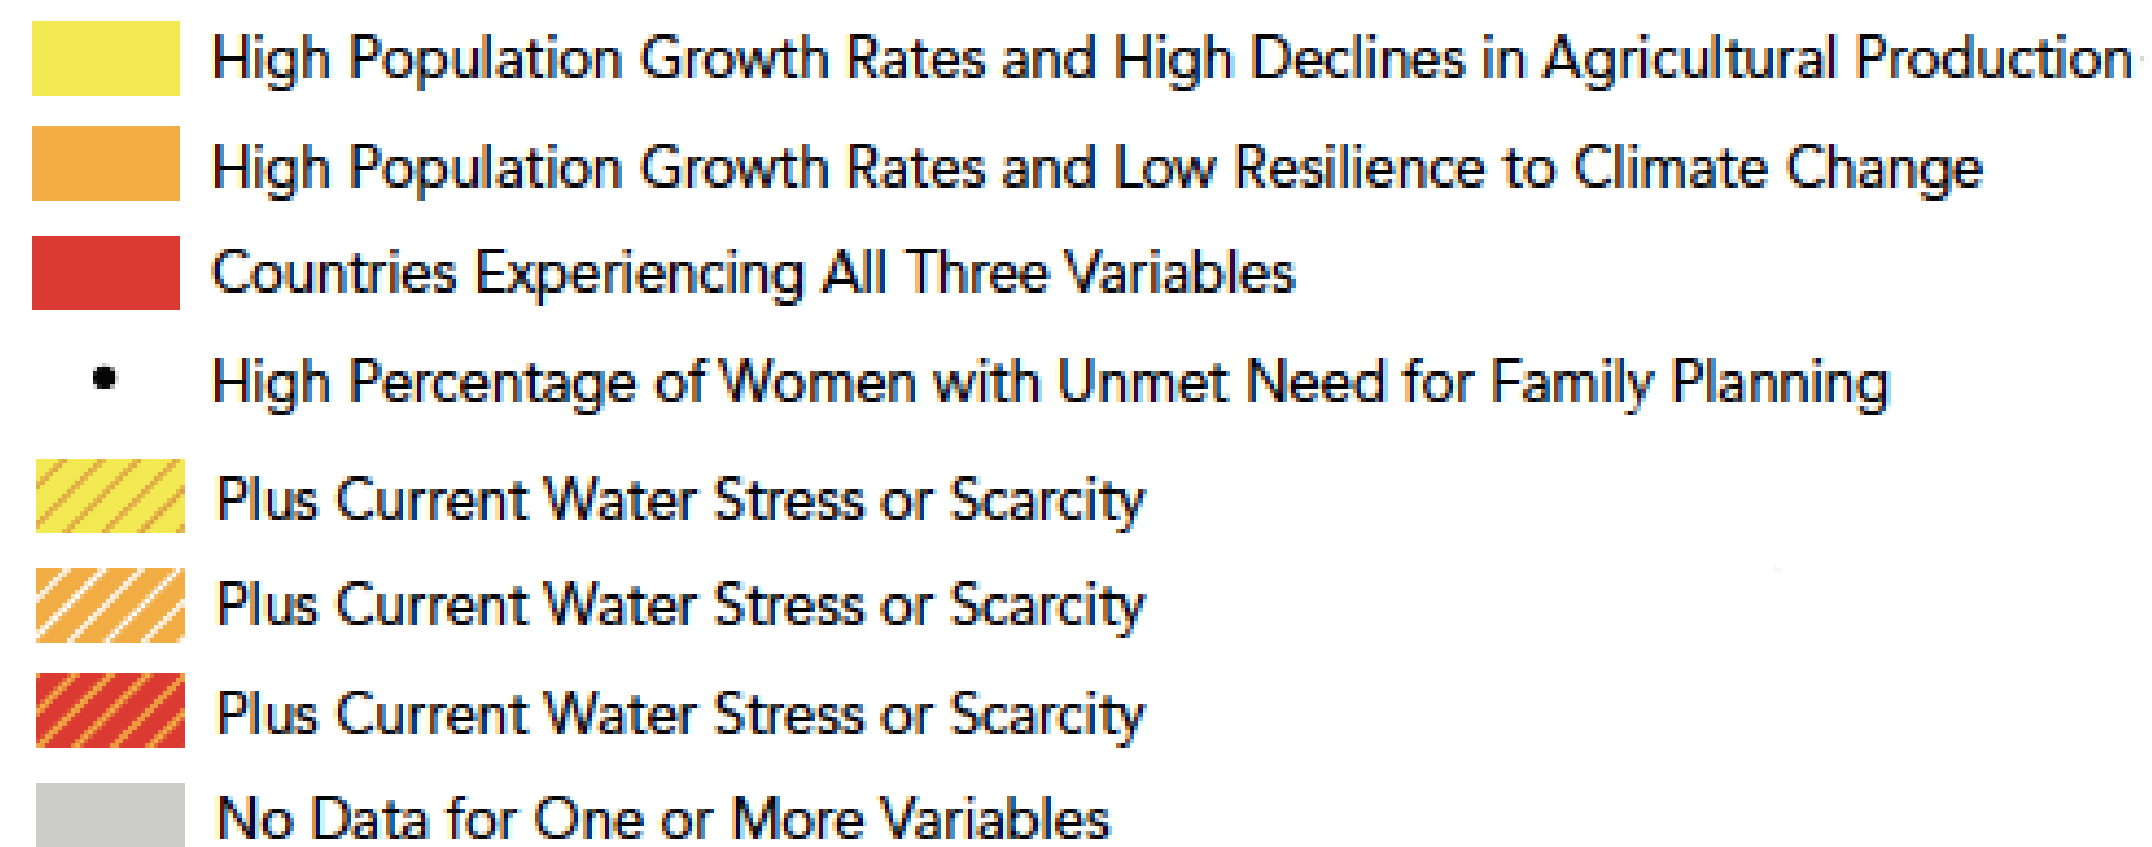 High Population Growth Rates and High Declines in Agricultural Production
High Population Growth Rates and Low Resilience to Climate Change
Countries Experiencing All Three Variables
High Percentage of Women with Unmet Need for Family Planning
Plus Current Water Stress or Scarcity
Plus Current Water Stress or Scarcity
Plus Current Water Stress or Scarcity
No Data for One or More Variables